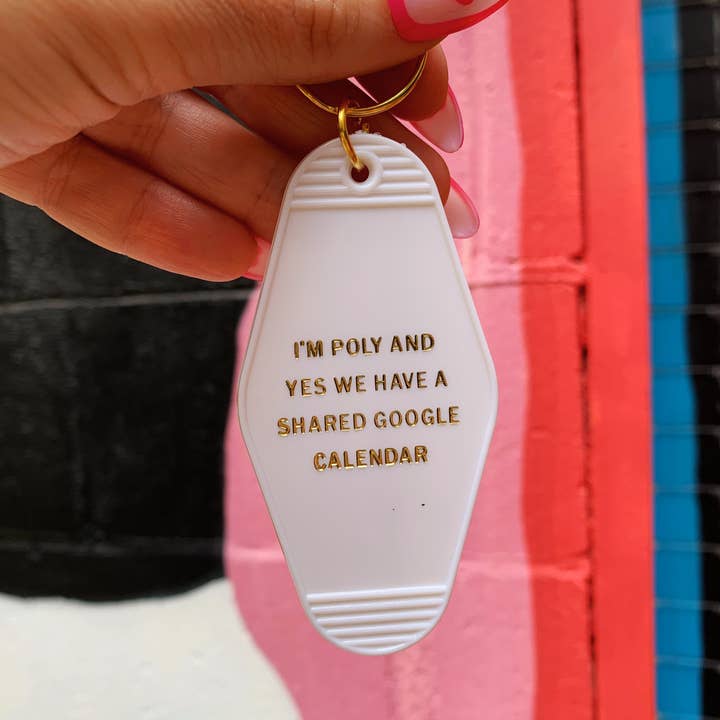 I'M POLY AND
YES WE HAVE A
SHARED GOOGLE
CALENDAR